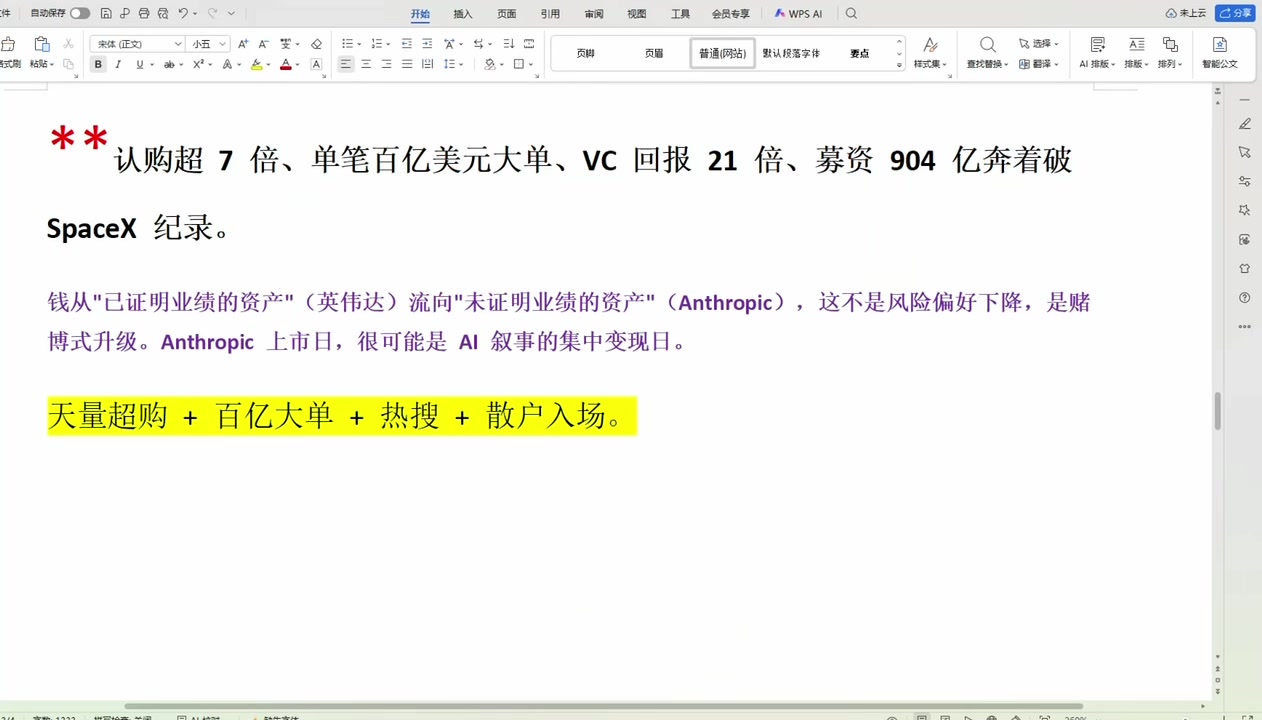 自动保存
开始 插入 页面 引用 审阅 视图 工具 会员专享 WPS AI
未上云 分享
宋体 (正文) 小五
粘贴
页脚 页眉 普通(网站) 默认段落字体 要点
样式集 查找替换 选择 翻译 AI 排版 排版 排列 智能公文
**认购超 7 倍、单笔百亿美元大单、VC 回报 21 倍、募资 904 亿奔着破
SpaceX 纪录。
钱从"已证明业绩的资产"（英伟达）流向"未证明业绩的资产"（Anthropic），这不是风险偏好下降，是赌
博式升级。Anthropic 上市日，很可能是 AI 叙事的集中变现日。
天量超购 + 百亿大单 + 热搜 + 散户入场。